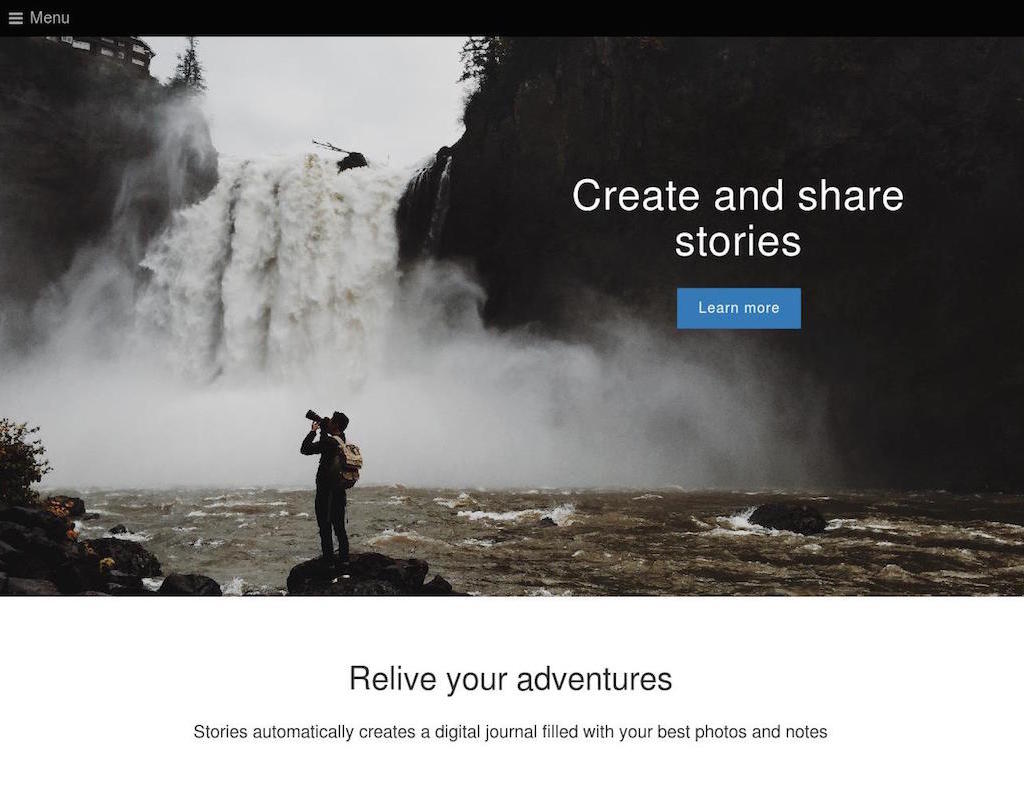 Menu
Create and share
stories
Learn more
Relive your adventures
Stories automatically creates a digital journal filled with your best photos and notes